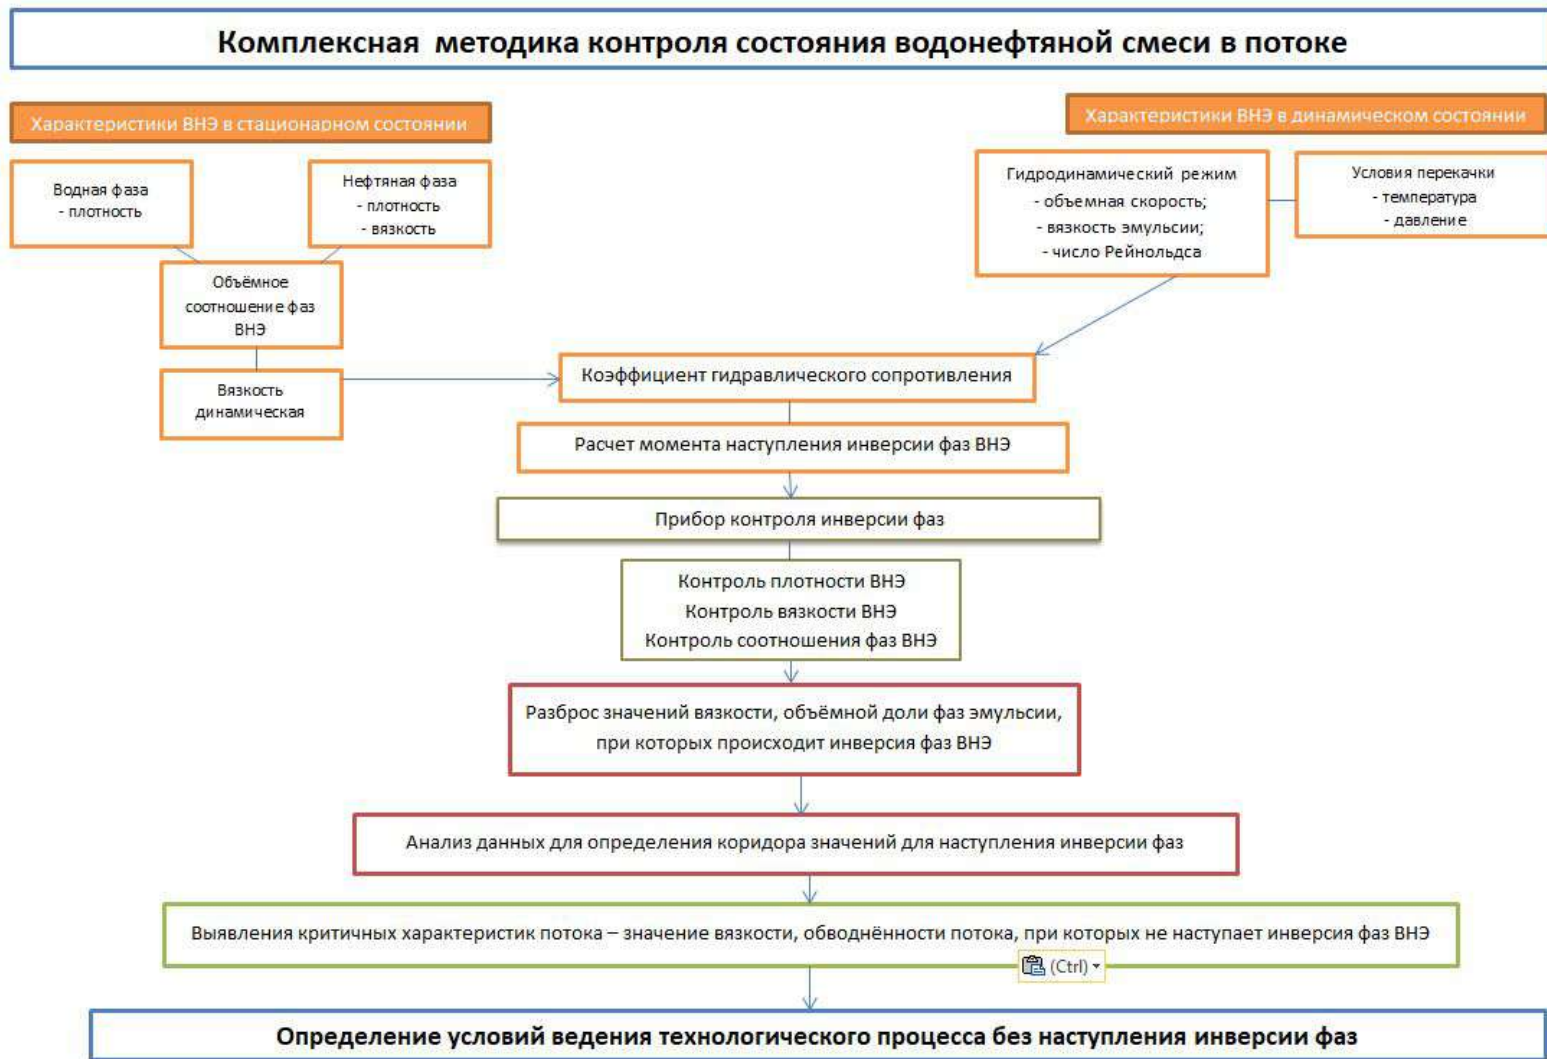 Комплексная методика контроля состояния водонефтяной смеси в потоке
Характеристики ВНЭ в стационарном состоянии
Характеристики ВНЭ в динамическом состоянии
Водная фаза
- плотность
Нефтяная фаза
- плотность
- вязкость
Гидродинамический режим
- объемная скорость;
- вязкость эмульсии;
- число Рейнольдса
Условия перекачки
- температура
- давление
Объёмное
соотношение фаз
ВНЭ
Вязкость
динамическая
Коэффициент гидравлического сопротивления
Расчет момента наступления инверсии фаз ВНЭ
Прибор контроля инверсии фаз
Контроль плотности ВНЭ
Контроль вязкости ВНЭ
Контроль соотношения фаз ВНЭ
Разброс значений вязкости, объёмной доли фаз эмульсии,
при которых происходит инверсия фаз ВНЭ
Анализ данных для определения коридора значений для наступления инверсии фаз
Выявления критичных характеристик потока – значение вязкости, обводнённости потока, при которых не наступает инверсия фаз ВНЭ
(Ctrl)
Определение условий ведения технологического процесса без наступления инверсии фаз